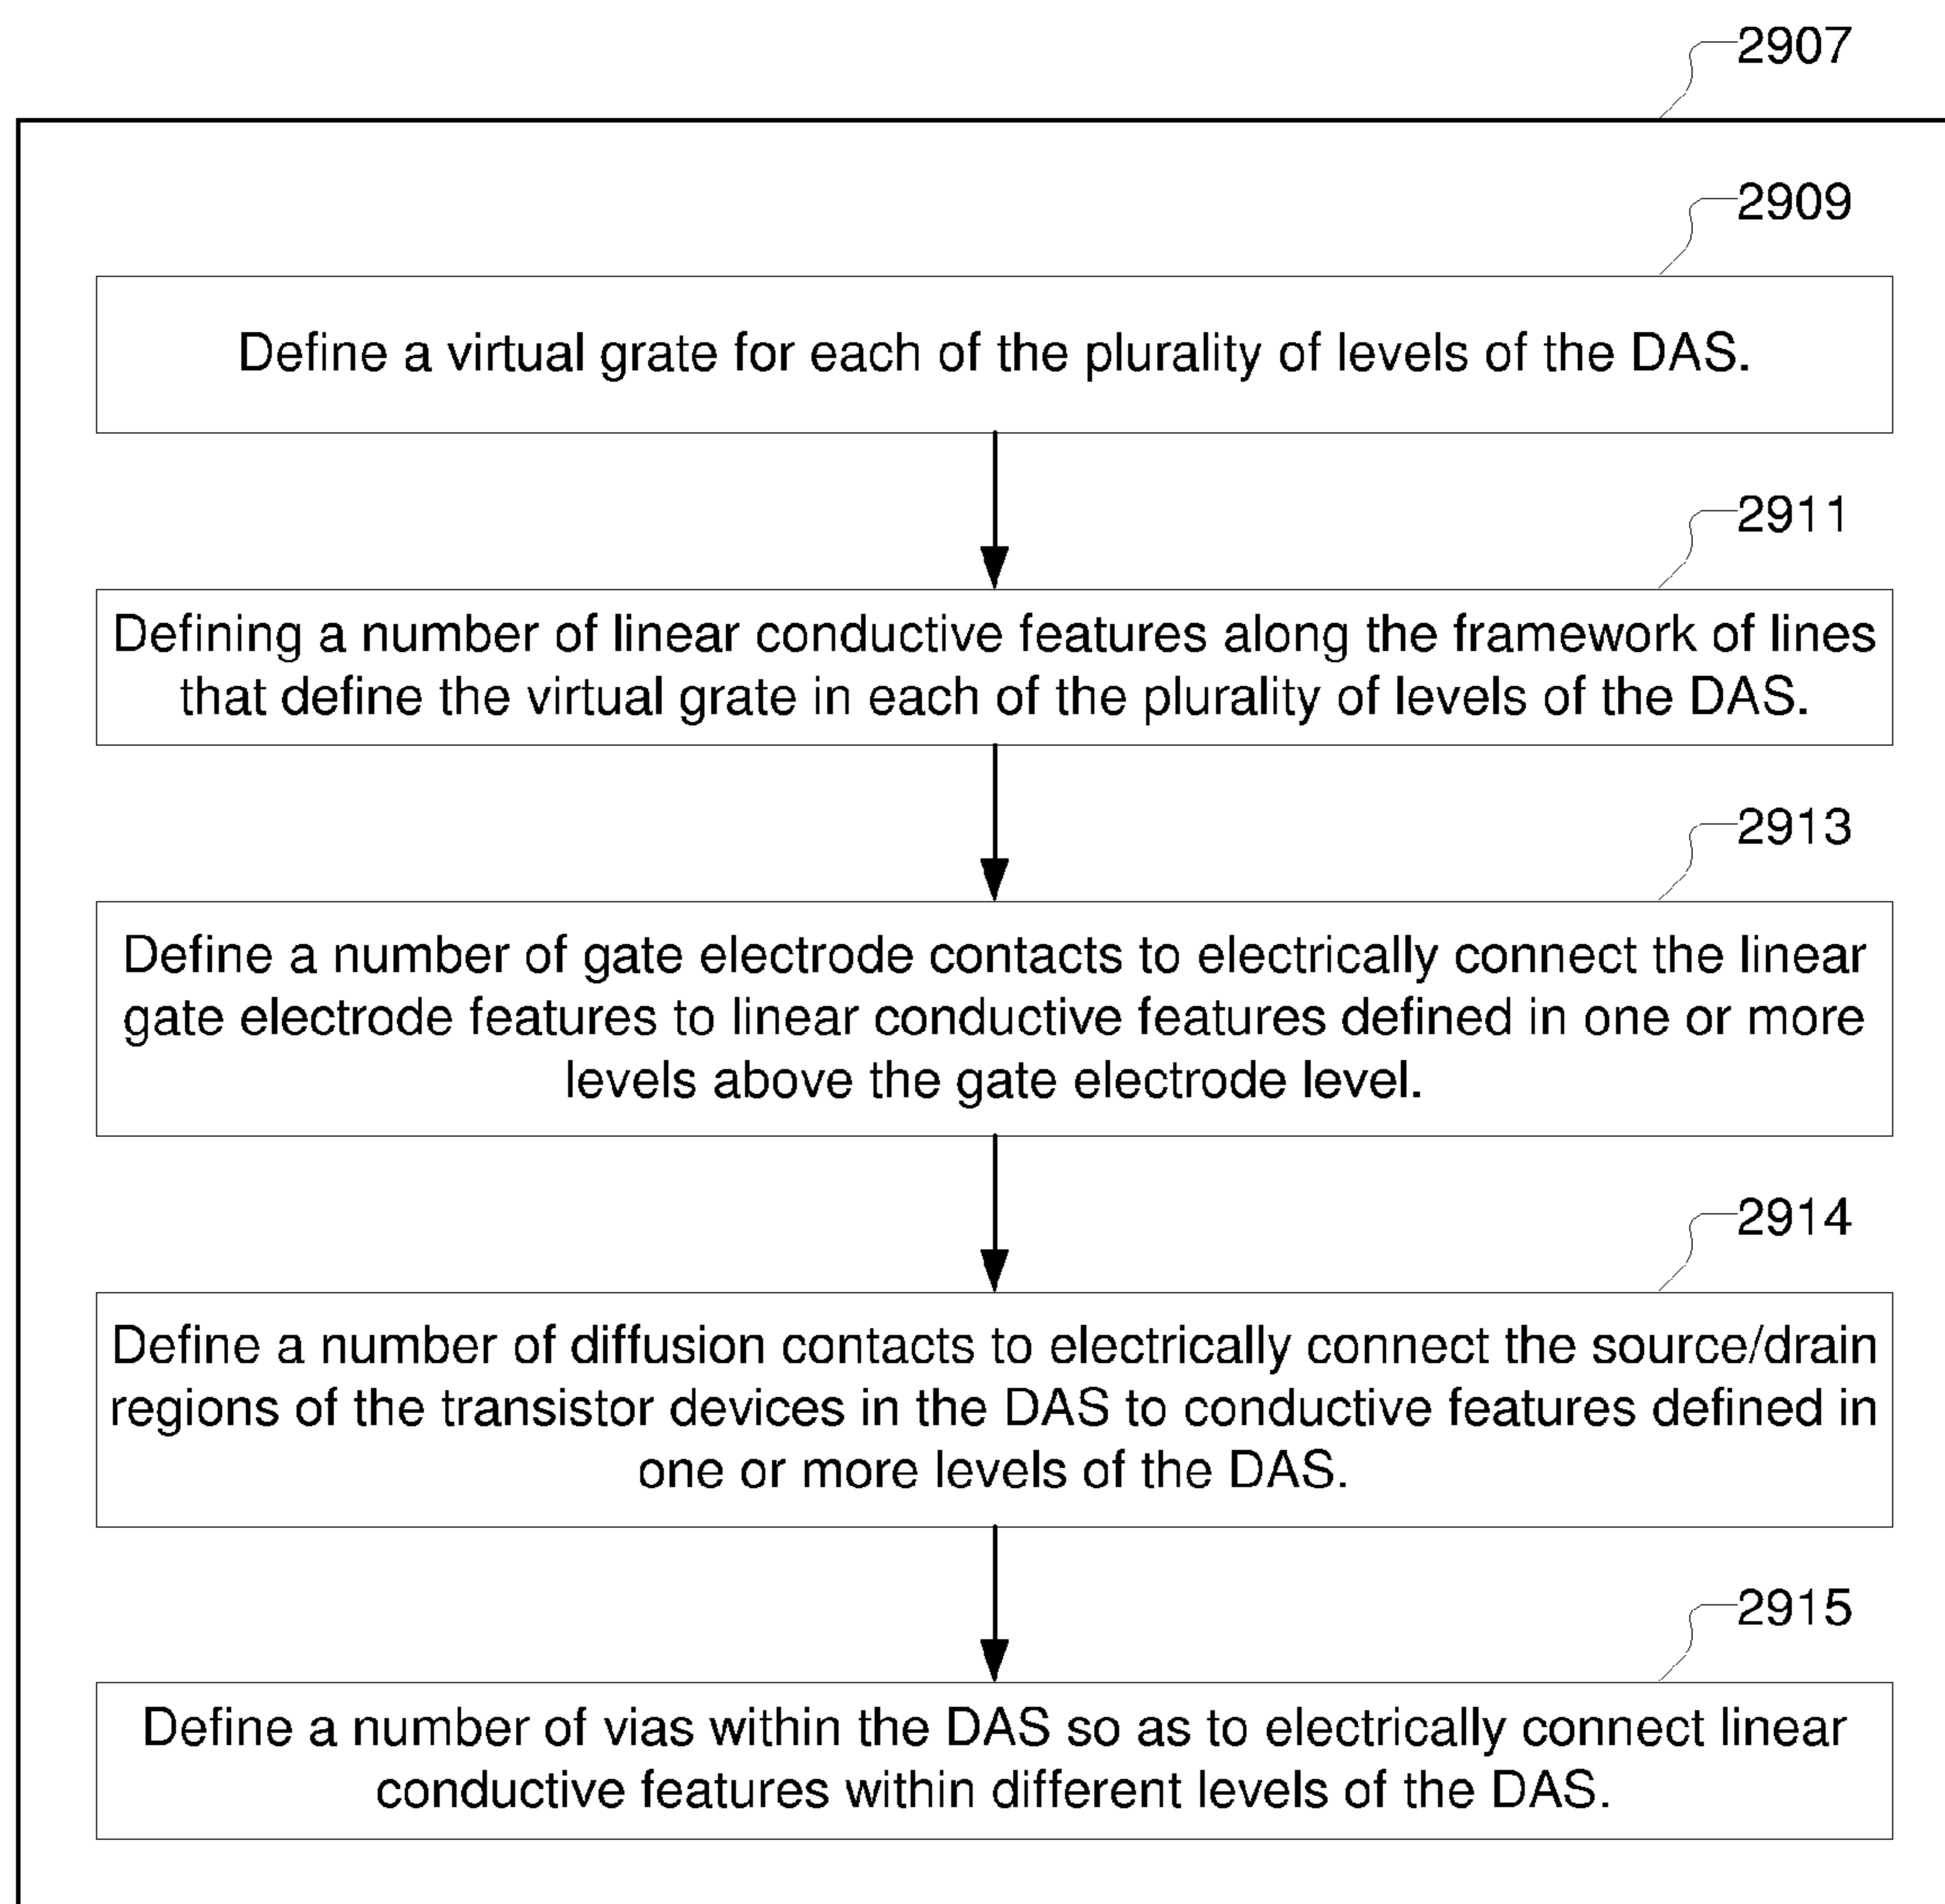 2907
2909
Define a virtual grate for each of the plurality of levels of the DAS.
2911
Defining a number of linear conductive features along the framework of lines
that define the virtual grate in each of the plurality of levels of the DAS.
2913
Define a number of gate electrode contacts to electrically connect the linear
gate electrode features to linear conductive features defined in one or more
levels above the gate electrode level.
2914
Define a number of diffusion contacts to electrically connect the source/drain
regions of the transistor devices in the DAS to conductive features defined in
one or more levels of the DAS.
2915
Define a number of vias within the DAS so as to electrically connect linear
conductive features within different levels of the DAS.